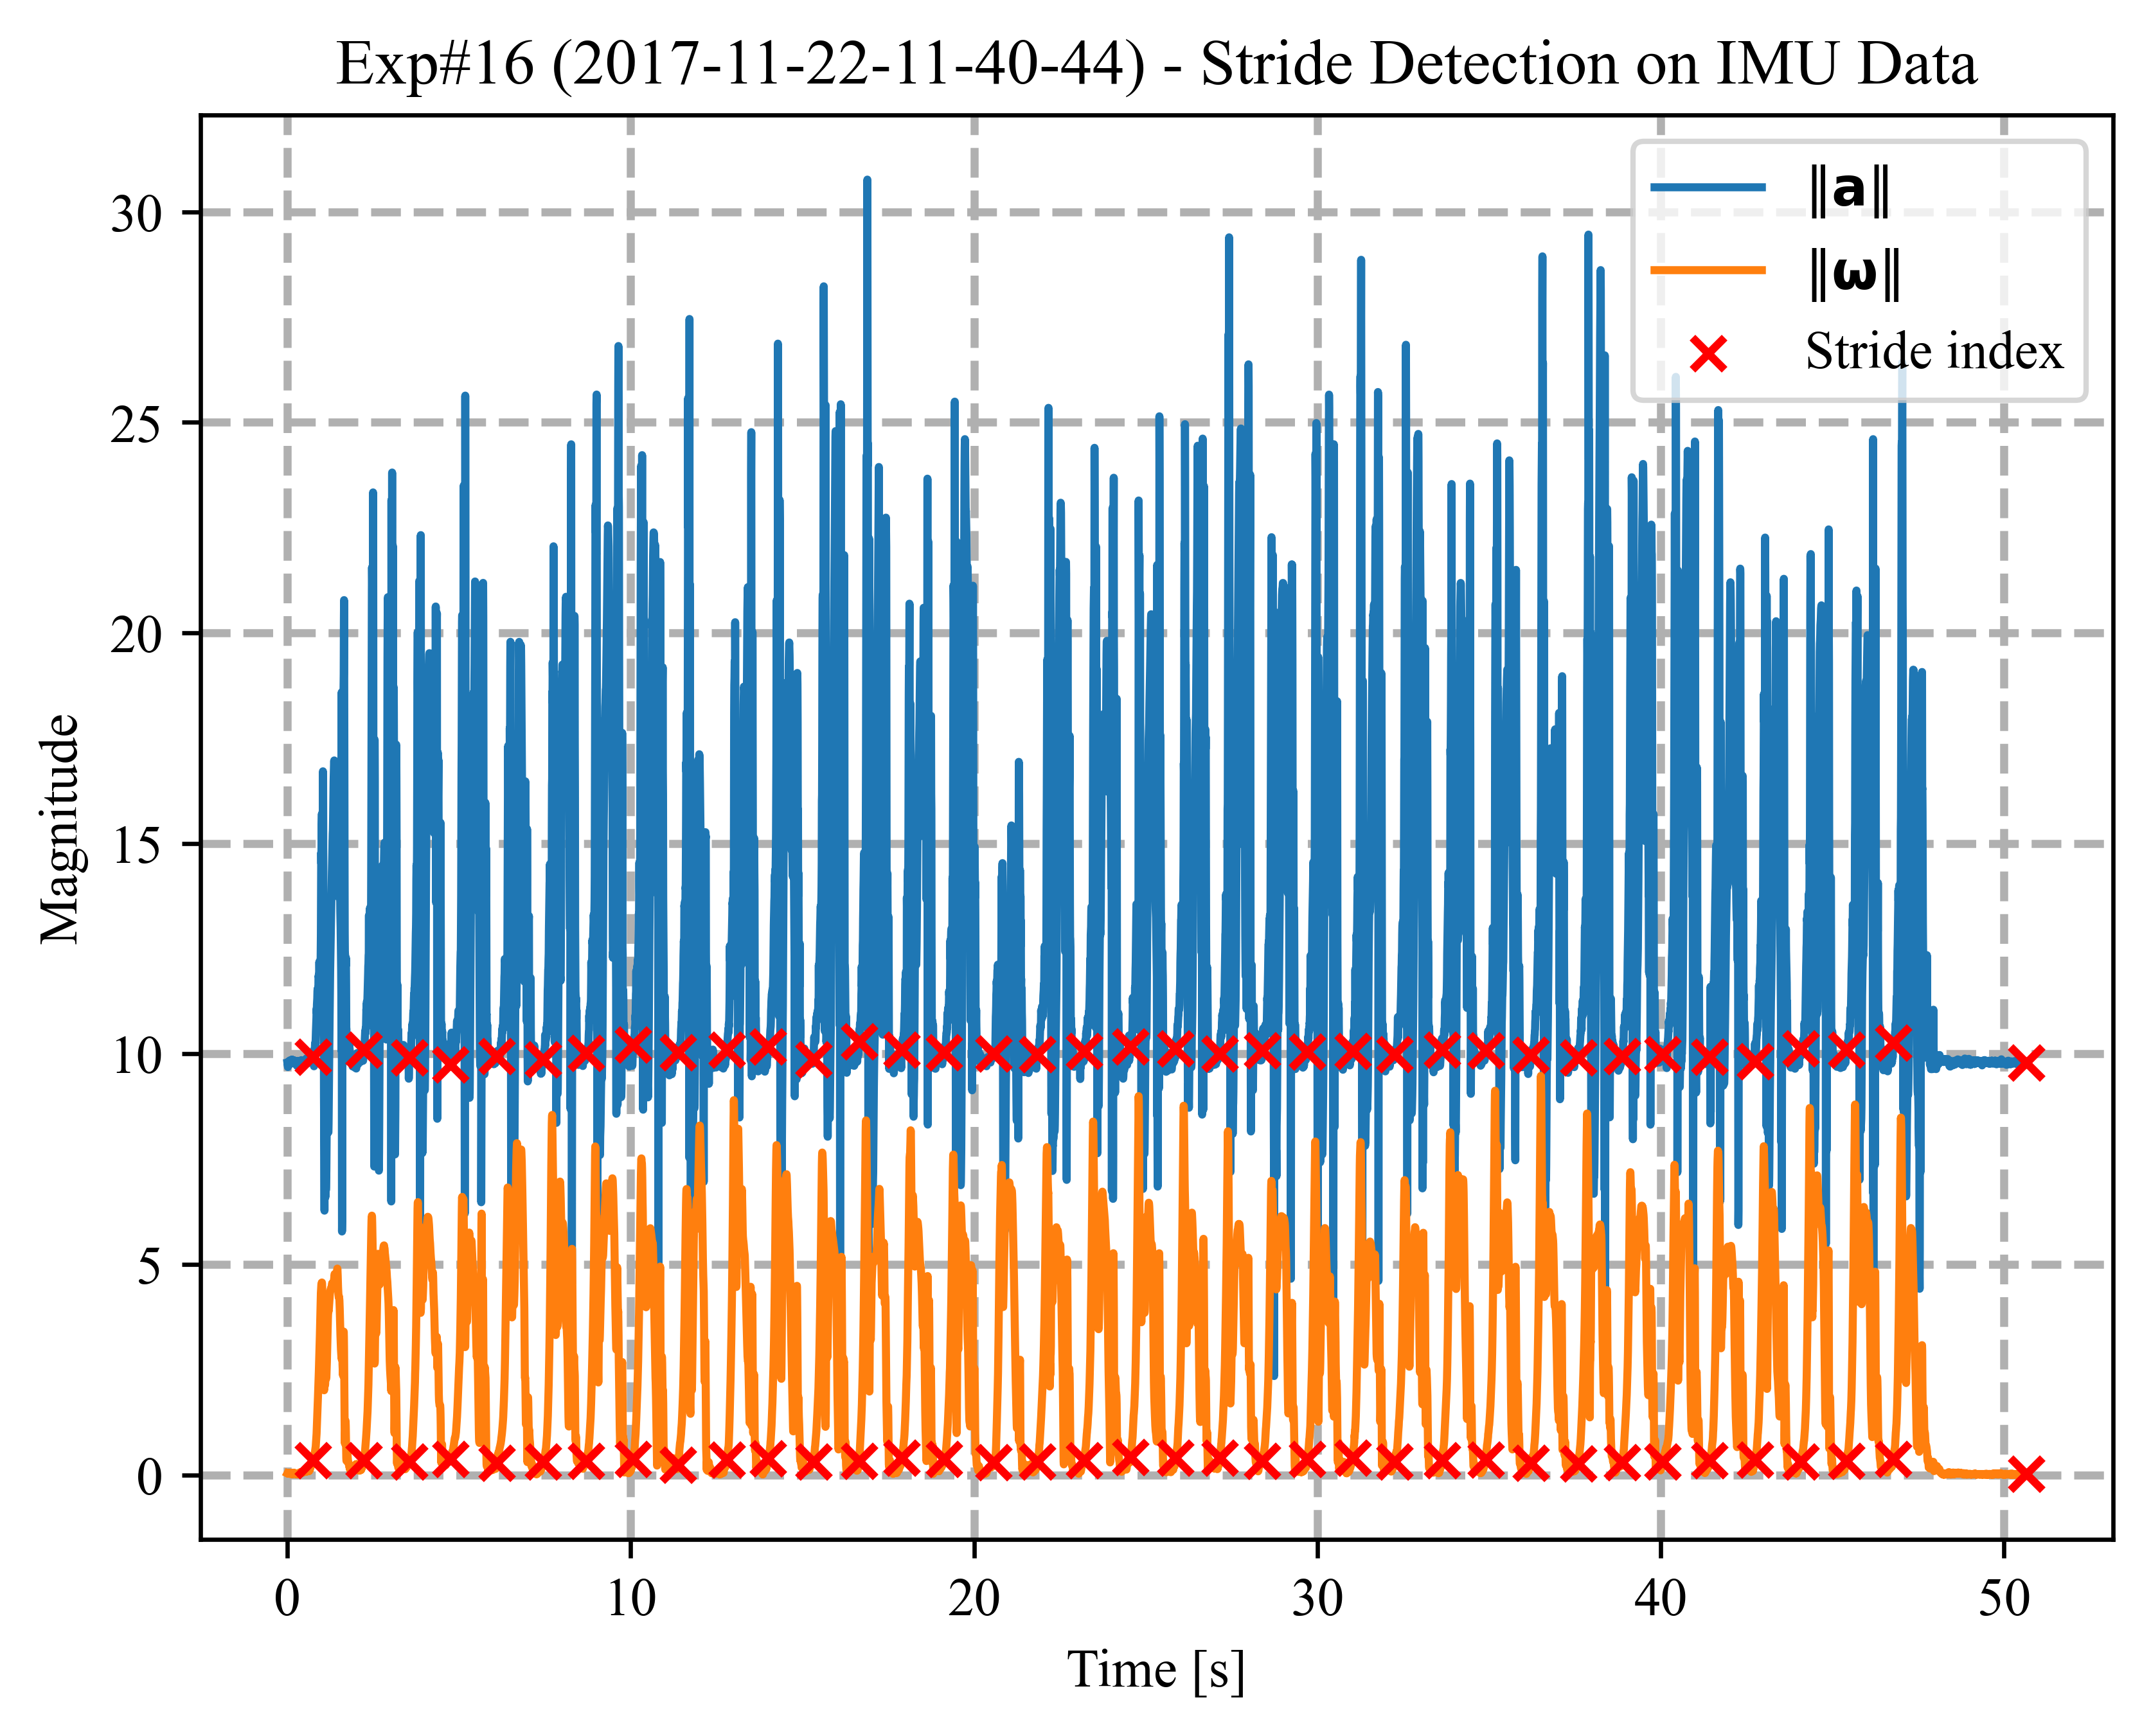 Exp#16 (2017-11-22-11-40-44) - Stride Detection on IMU Data
‖a‖
‖ω‖
Stride index
Magnitude
30
25
20
15
10
5
0
0 10 20 30 40 50
Time [s]